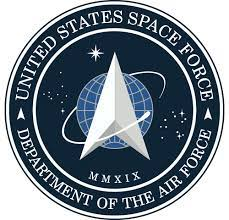 UNITED STATES SPACE FORCE
MMXIX
DEPARTMENT OF THE AIR FORCE